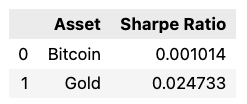 Asset Sharpe Ratio
0 Bitcoin 0.001014
1 Gold 0.024733